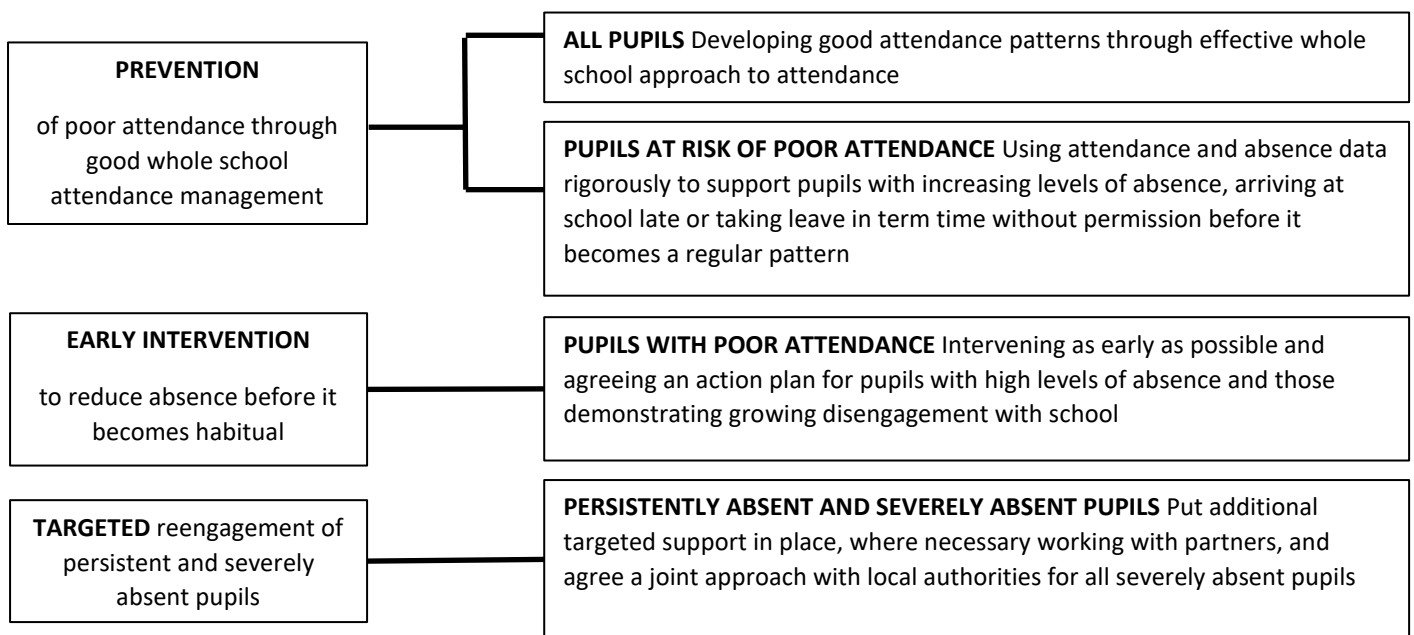 PREVENTION
of poor attendance through
good whole school
attendance management
ALL PUPILS Developing good attendance patterns through effective whole
school approach to attendance
PUPILS AT RISK OF POOR ATTENDANCE Using attendance and absence data
rigorously to support pupils with increasing levels of absence, arriving at
school late or taking leave in term time without permission before it
becomes a regular pattern
EARLY INTERVENTION
to reduce absence before it
becomes habitual
PUPILS WITH POOR ATTENDANCE Intervening as early as possible and
agreeing an action plan for pupils with high levels of absence and those
demonstrating growing disengagement with school
TARGETED reengagement of
persistent and severely
absent pupils
PERSISTENTLY ABSENT AND SEVERELY ABSENT PUPILS Put additional
targeted support in place, where necessary working with partners, and
agree a joint approach with local authorities for all severely absent pupils